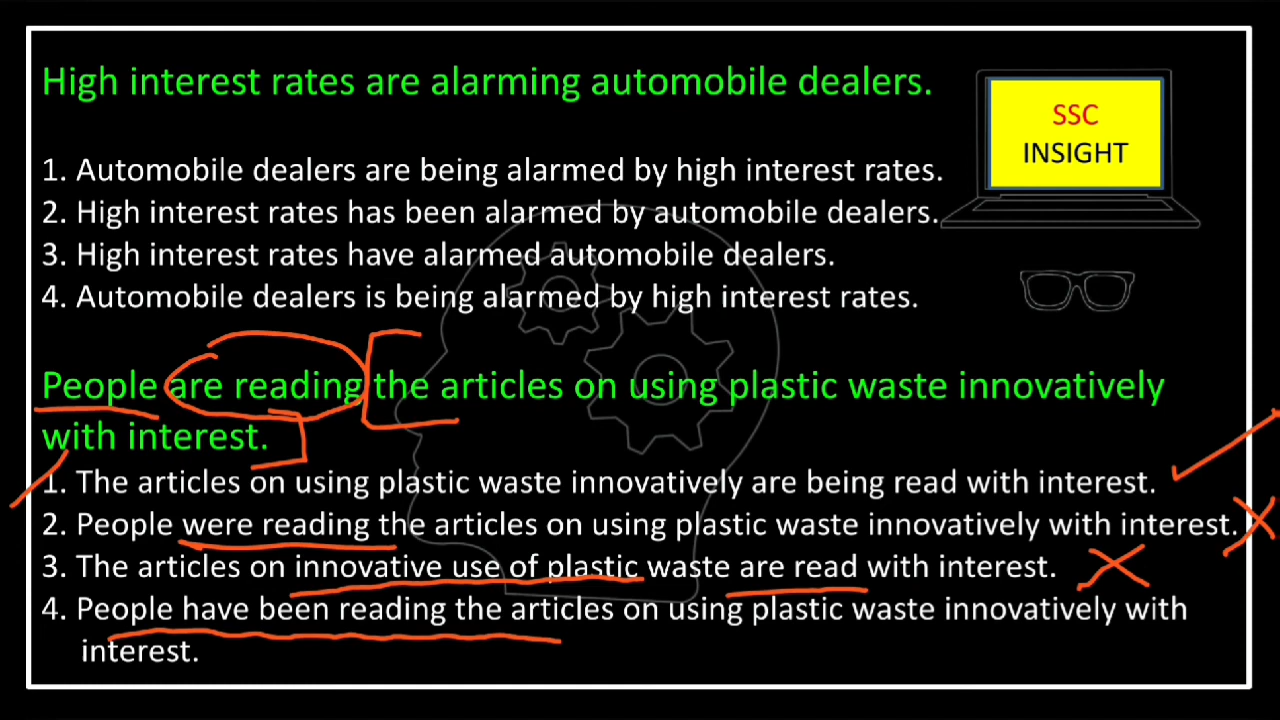 High interest rates are alarming automobile dealers.
SSC
INSIGHT
1. Automobile dealers are being alarmed by high interest rates.
2. High interest rates has been alarmed by automobile dealers.
3. High interest rates have alarmed automobile dealers.
4. Automobile dealers is being alarmed by high interest rates.
People are reading the articles on using plastic waste innovatively
with interest.
1. The articles on using plastic waste innovatively are being read with interest.
2. People were reading the articles on using plastic waste innovatively with interest.
3. The articles on innovative use of plastic waste are read with interest.
4. People have been reading the articles on using plastic waste innovatively with
interest.